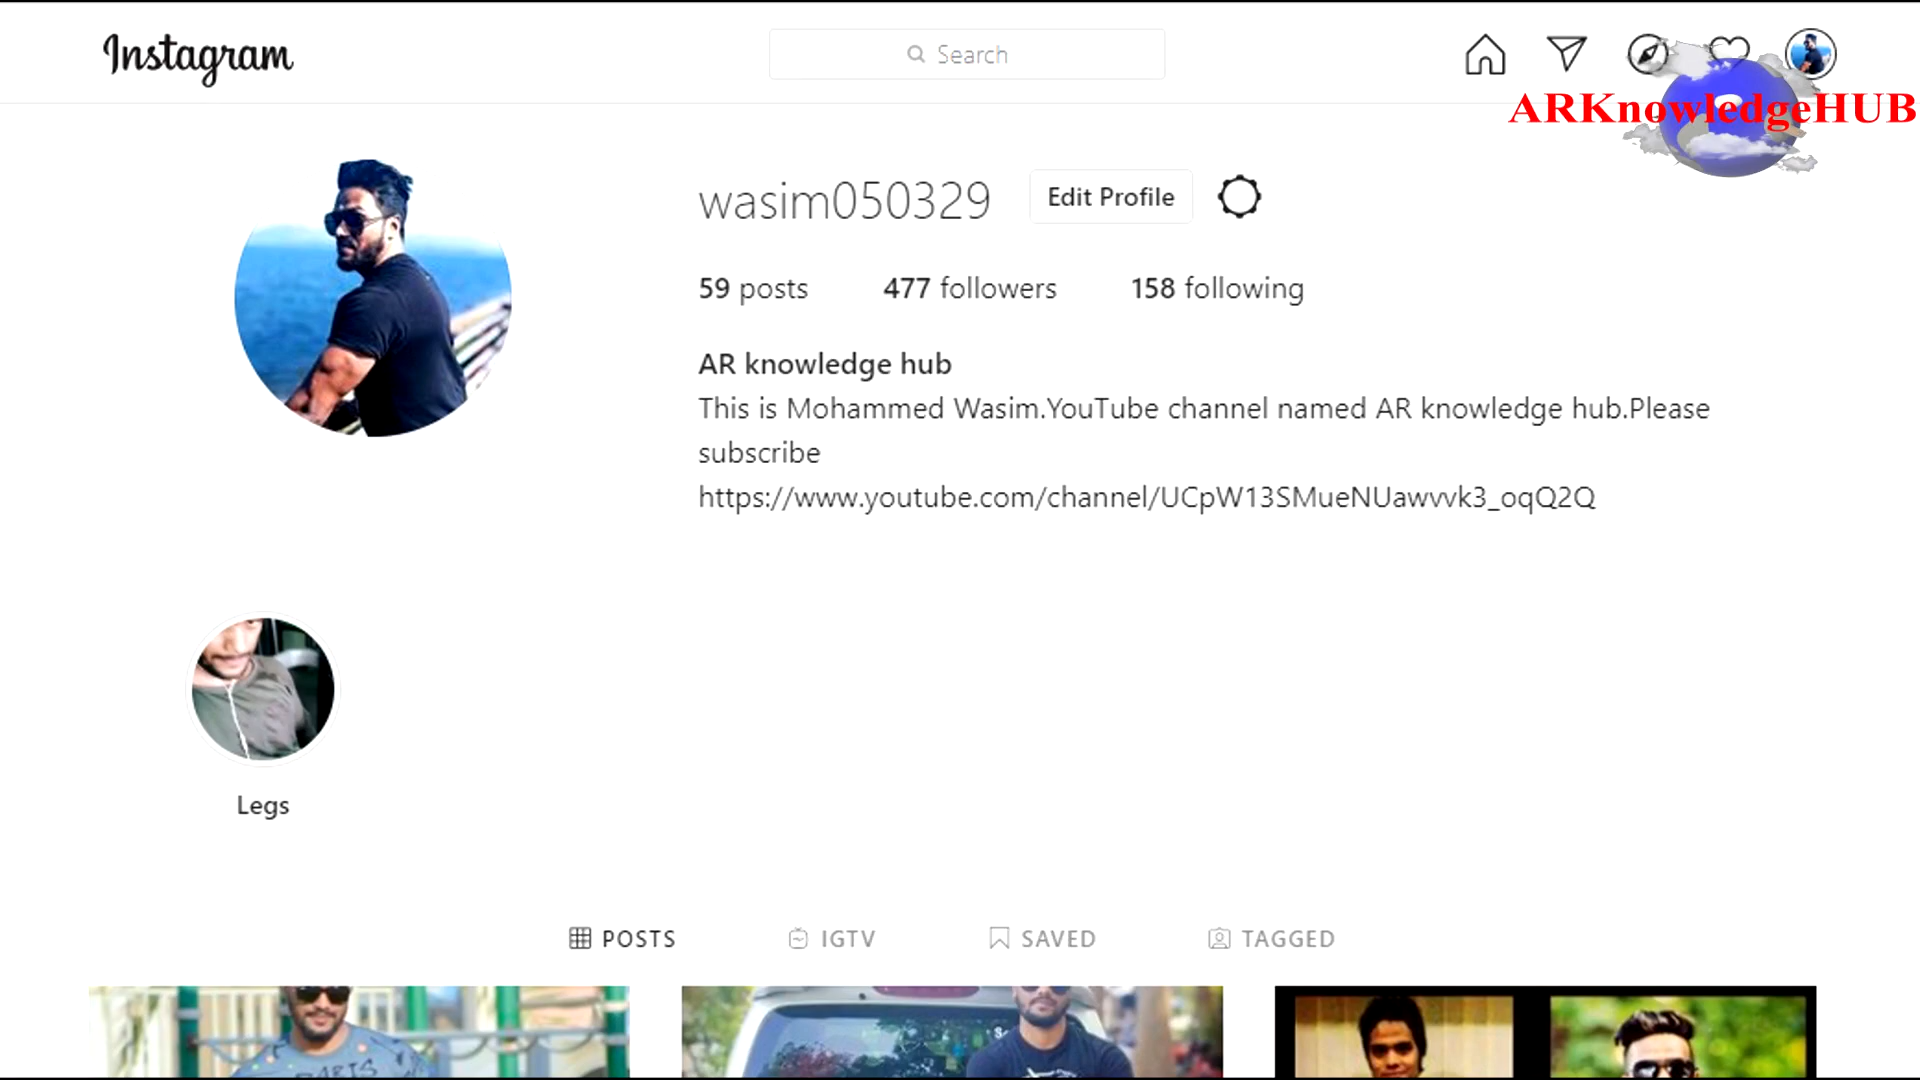 Instagram
Search
ARKnowledgeHUB
wasim050329
Edit Profile
59 posts 477 followers 158 following
AR knowledge hub
This is Mohammed Wasim.YouTube channel named AR knowledge hub.Please
subscribe
https://www.youtube.com/channel/UCpW13SMueNUawvvk3_oqQ2Q
Legs
POSTS IGTV SAVED TAGGED
PARIS